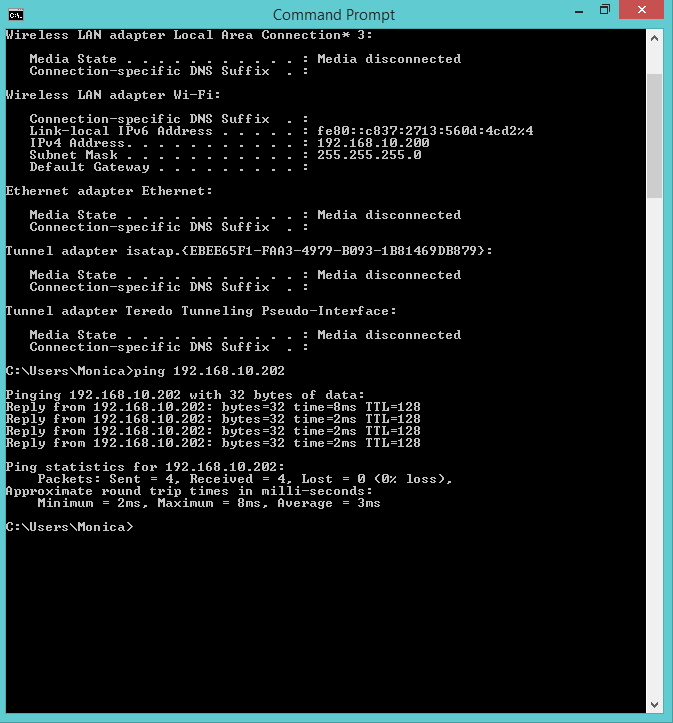 Command Prompt
Wireless LAN adapter Local Area Connection* 3:
Media State . . . . . . . . . . . : Media disconnected
Connection-specific DNS Suffix  . :
Wireless LAN adapter Wi-Fi:
Connection-specific DNS Suffix  . :
Link-local IPv6 Address . . . . . : fe80::c837:2713:560d:4cd2%4
IPv4 Address. . . . . . . . . . . : 192.168.10.200
Subnet Mask . . . . . . . . . . . : 255.255.255.0
Default Gateway . . . . . . . . . :
Ethernet adapter Ethernet:
Media State . . . . . . . . . . . : Media disconnected
Connection-specific DNS Suffix  . :
Tunnel adapter isatap.{EBEE65F1-FAA3-4979-B093-1B81469DB879}:
Media State . . . . . . . . . . . : Media disconnected
Connection-specific DNS Suffix  . :
Tunnel adapter Teredo Tunneling Pseudo-Interface:
Media State . . . . . . . . . . . : Media disconnected
Connection-specific DNS Suffix  . :
C:\Users\Monica>ping 192.168.10.202
Pinging 192.168.10.202 with 32 bytes of data:
Reply from 192.168.10.202: bytes=32 time=8ms TTL=128
Reply from 192.168.10.202: bytes=32 time=2ms TTL=128
Reply from 192.168.10.202: bytes=32 time=2ms TTL=128
Reply from 192.168.10.202: bytes=32 time=2ms TTL=128
Ping statistics for 192.168.10.202:
Packets: Sent = 4, Received = 4, Lost = 0 (0% loss),
Approximate round trip times in milli-seconds:
Minimum = 2ms, Maximum = 8ms, Average = 3ms
C:\Users\Monica>